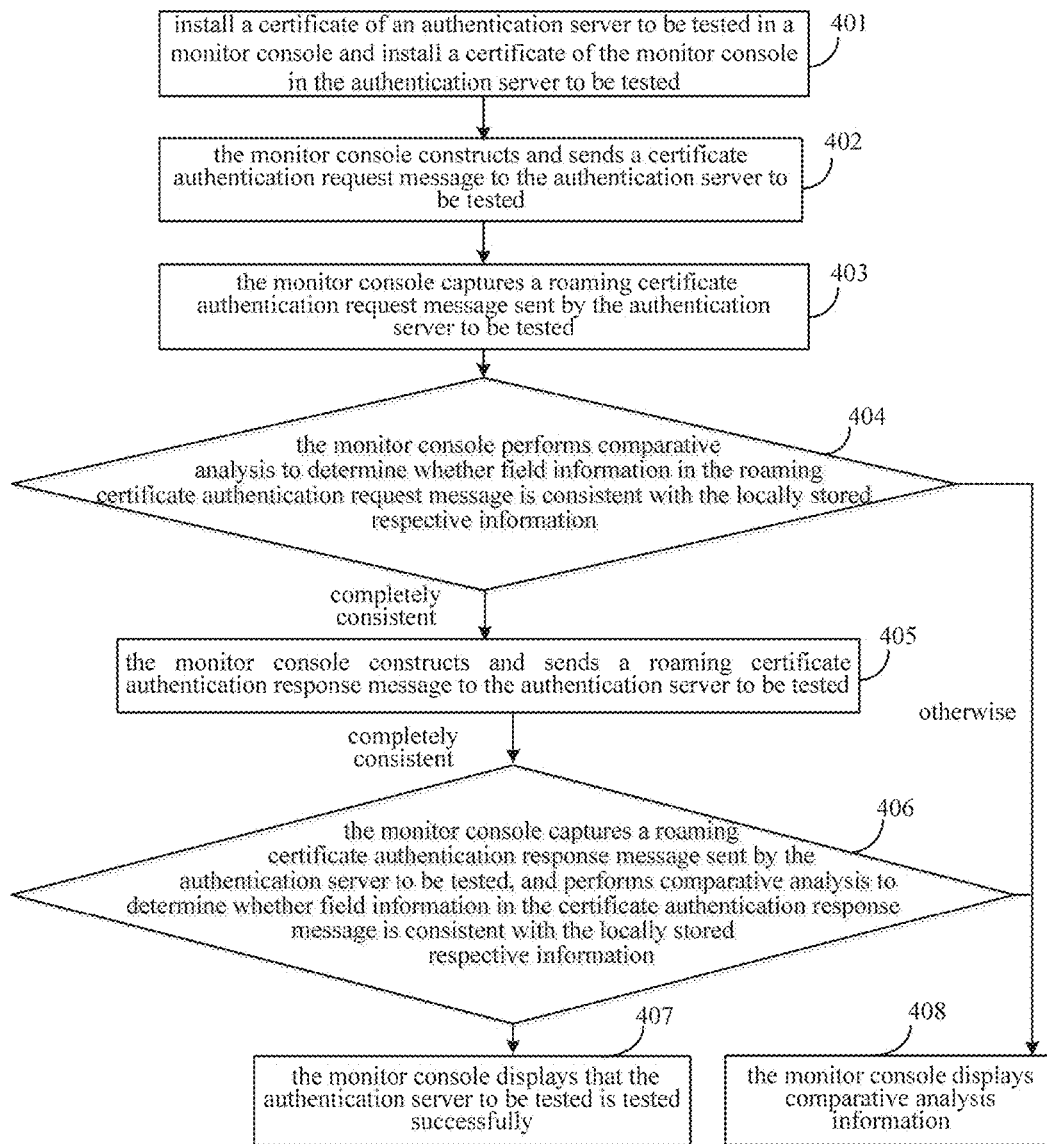 install a certificate of an authentication server to be tested in a
monitor console and install a certificate of the monitor console
in the authentication server to be tested
401
the monitor console constructs and sends a certificate
authentication request message to the authentication server to
be tested
402
the monitor console captures a roaming certificate
authentication request message sent by the authentication
server to be tested
403
404
the monitor console performs comparative
analysis to determine whether field information in the roaming
certificate authentication request message is consistent with the locally stored
respective information
completely
consistent
405
the monitor console constructs and sends a roaming certificate
authentication response message to the authentication server to be tested
otherwise
completely
consistent
406
the monitor console captures a roaming
certificate authentication response message sent by the
authentication server to be tested, and performs comparative analysis to
determine whether field information in the certificate authentication response
message is consistent with the locally stored
respective information
407
408
the monitor console displays that the
authentication server to be tested is tested
successfully
the monitor console displays
comparative analysis
information